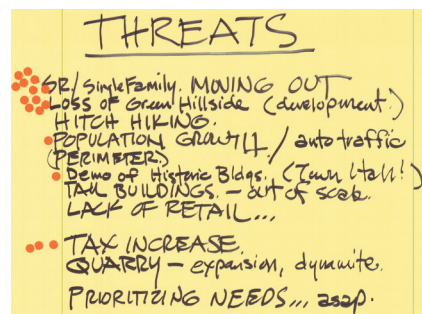 THREATS
SR./Single Family. MOVING OUT
Loss of Green Hillside (development.)
HITCH HIKING.
POPULATION GROWTH / auto traffic
(PERIMETER)
Demo of Historic Bldgs. (Town Hall!)
TALL BUILDINGS. — out of scale.
LACK OF RETAIL...
TAX INCREASE.
QUARRY — expansion, dynamite.
PRIORITIZING NEEDS... asap.